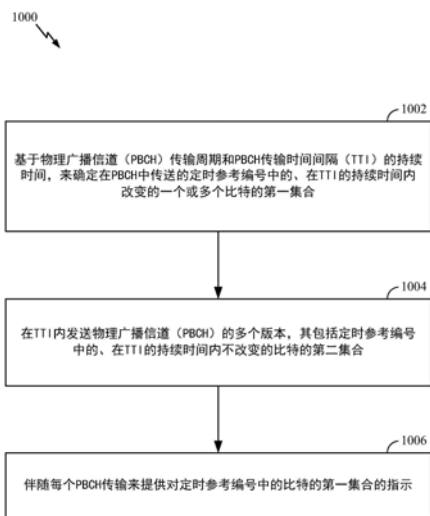 1000
1002
基于物理广播信道（PBCH）传输周期和PBCH传输时间间隔（TTI）的持续
时间，来确定在PBCH中传送的定时参考编号中的、在TTI的持续时间内
改变的一个或多个比特的第一集合
1004
在TTI内发送物理广播信道（PBCH）的多个版本，其包括定时参考编号
中的、在TTI的持续时间内不改变的比特的第二集合
1006
伴随每个PBCH传输来提供对定时参考编号中的比特的第一集合的指示